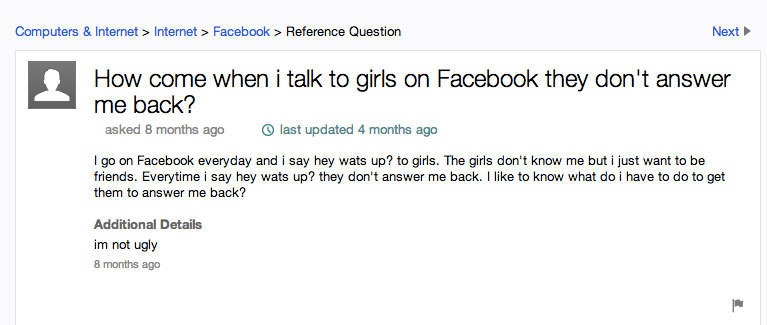 Computers & Internet > Internet > Facebook > Reference Question
Next
How come when i talk to girls on Facebook they don't answer
me back?
asked 8 months ago
last updated 4 months ago
I go on Facebook everyday and i say hey wats up? to girls. The girls don't know me but i just want to be
friends. Everytime i say hey wats up? they don't answer me back. I like to know what do i have to do to get
them to answer me back?
Additional Details
im not ugly
8 months ago